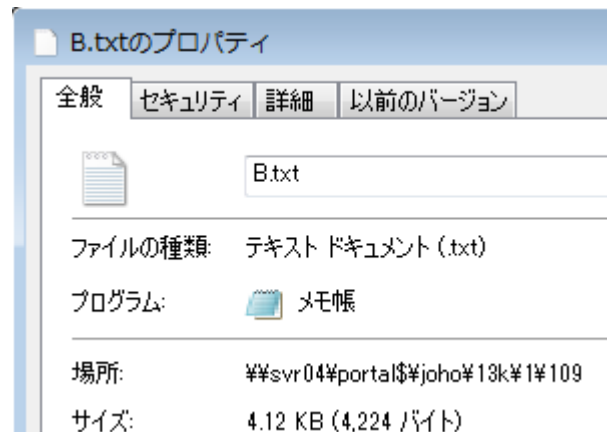 B.txtのプロパティ
全般 セキュリティ 詳細 以前のバージョン
B.txt
ファイルの種類: テキスト ドキュメント (.txt)
プログラム: メモ帳
場所: ¥¥svr04¥portal$¥joho¥13k¥1¥109
サイズ: 4.12 KB (4,224 バイト)